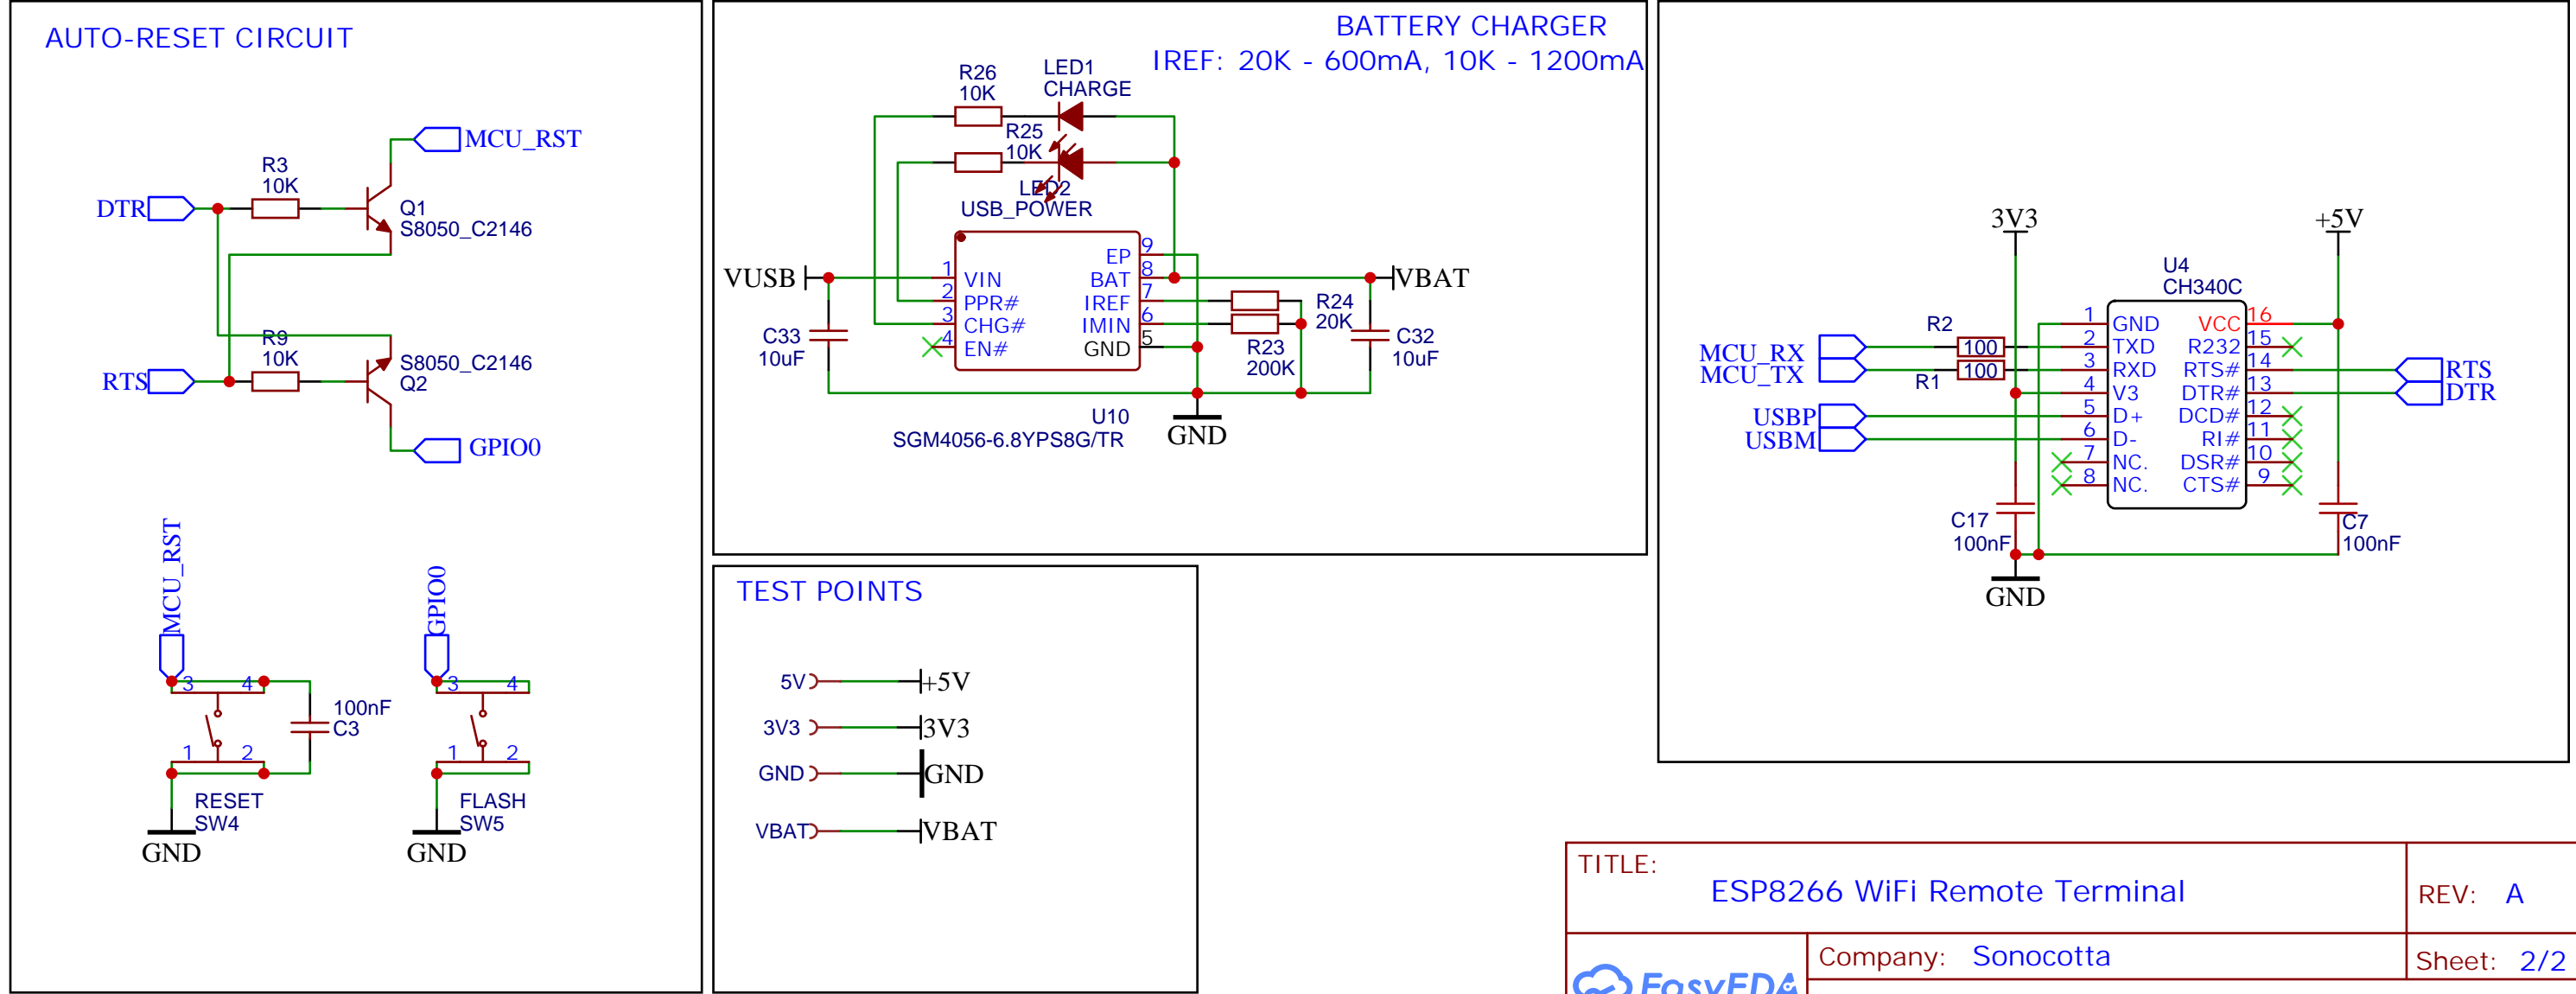 AUTO-RESET CIRCUIT
MCU_RST
R3
10K
DTR
Q1
S8050_C2146
R9
10K
S8050_C2146
Q2
RTS
GPIO0
MCU_RST
3 4
100nF
C3
1 2
RESET
SW4
GND
GPIO0
3 4
1 2
FLASH
SW5
GND
BATTERY CHARGER
IREF: 20K - 600mA, 10K - 1200mA
R26
10K
LED1
CHARGE
R25
10K
LED2
USB_POWER
VUSB
1 VIN
2 PPR#
3 CHG#
4 EN#
EP 9
BAT 8
IREF 7
IMIN 6
GND 5
VBAT
C33
10uF
R24
20K
R23
200K
C32
10uF
U10
SGM4056-6.8YPS8G/TR
GND
TEST POINTS
5V +5V
3V3 3V3
GND GND
VBAT VBAT
3V3
+5V
U4
CH340C
R2
100
MCU_RX
MCU_TX
100
R1
USBP
USBM
1 GND
2 TXD
3 RXD
4 V3
5 D+
6 D-
7 NC.
8 NC.
VCC 16
R232 15
RTS# 14
DTR# 13
DCD# 12
RI# 11
DSR# 10
CTS# 9
RTS
DTR
C17
100nF
C7
100nF
GND
TITLE:
ESP8266 WiFi Remote Terminal
REV: A
Company: Sonocotta
Sheet: 2/2
EasyEDA